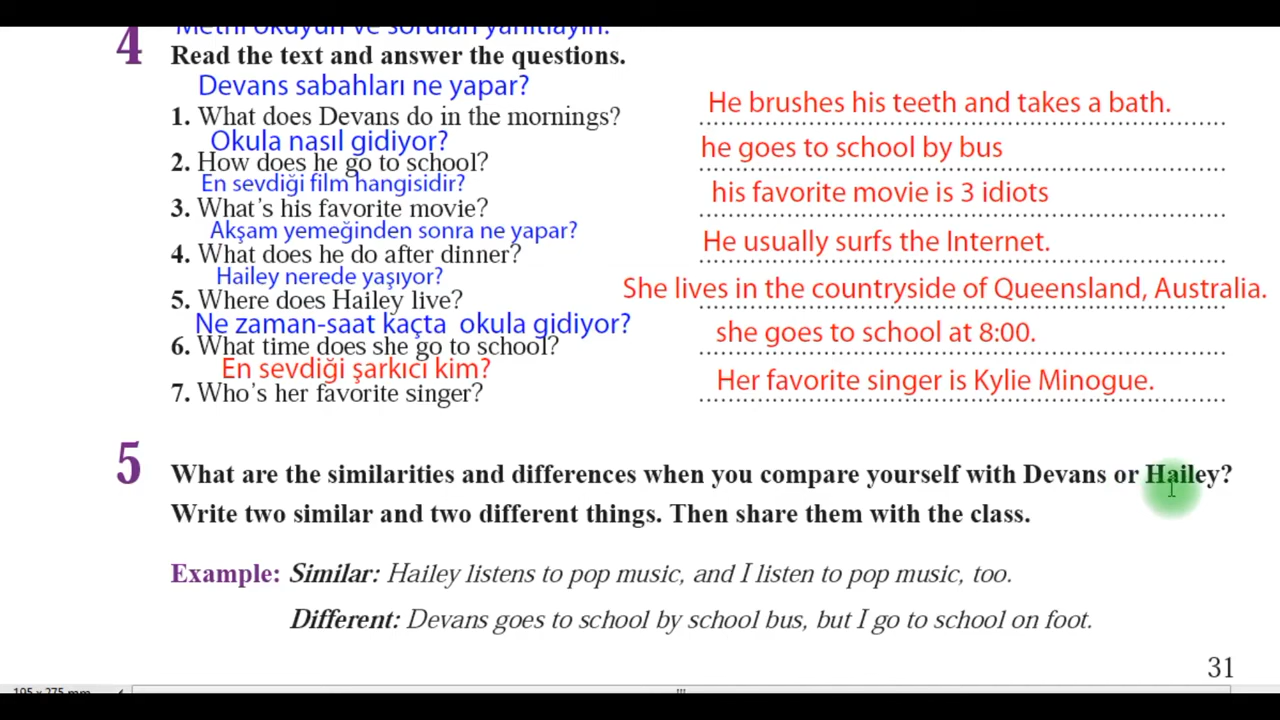 Metni okuyun ve soruları yanıtlayın.
4
Read the text and answer the questions.
Devans sabahları ne yapar?
1. What does Devans do in the mornings? He brushes his teeth and takes a bath.
Okula nasıl gidiyor?
2. How does he go to school? he goes to school by bus
En sevdiği film hangisidir?
3. What's his favorite movie? his favorite movie is 3 idiots
Akşam yemeğinden sonra ne yapar?
4. What does he do after dinner? He usually surfs the Internet.
Hailey nerede yaşıyor?
5. Where does Hailey live? She lives in the countryside of Queensland, Australia.
Ne zaman-saat kaçta okula gidiyor?
6. What time does she go to school? she goes to school at 8:00.
En sevdiği şarkıcı kim?
7. Who's her favorite singer? Her favorite singer is Kylie Minogue.
5
What are the similarities and differences when you compare yourself with Devans or Hailey?
Write two similar and two different things. Then share them with the class.
Example: Similar: Hailey listens to pop music, and I listen to pop music, too.
Different: Devans goes to school by school bus, but I go to school on foot.
31
195 x 275 mm